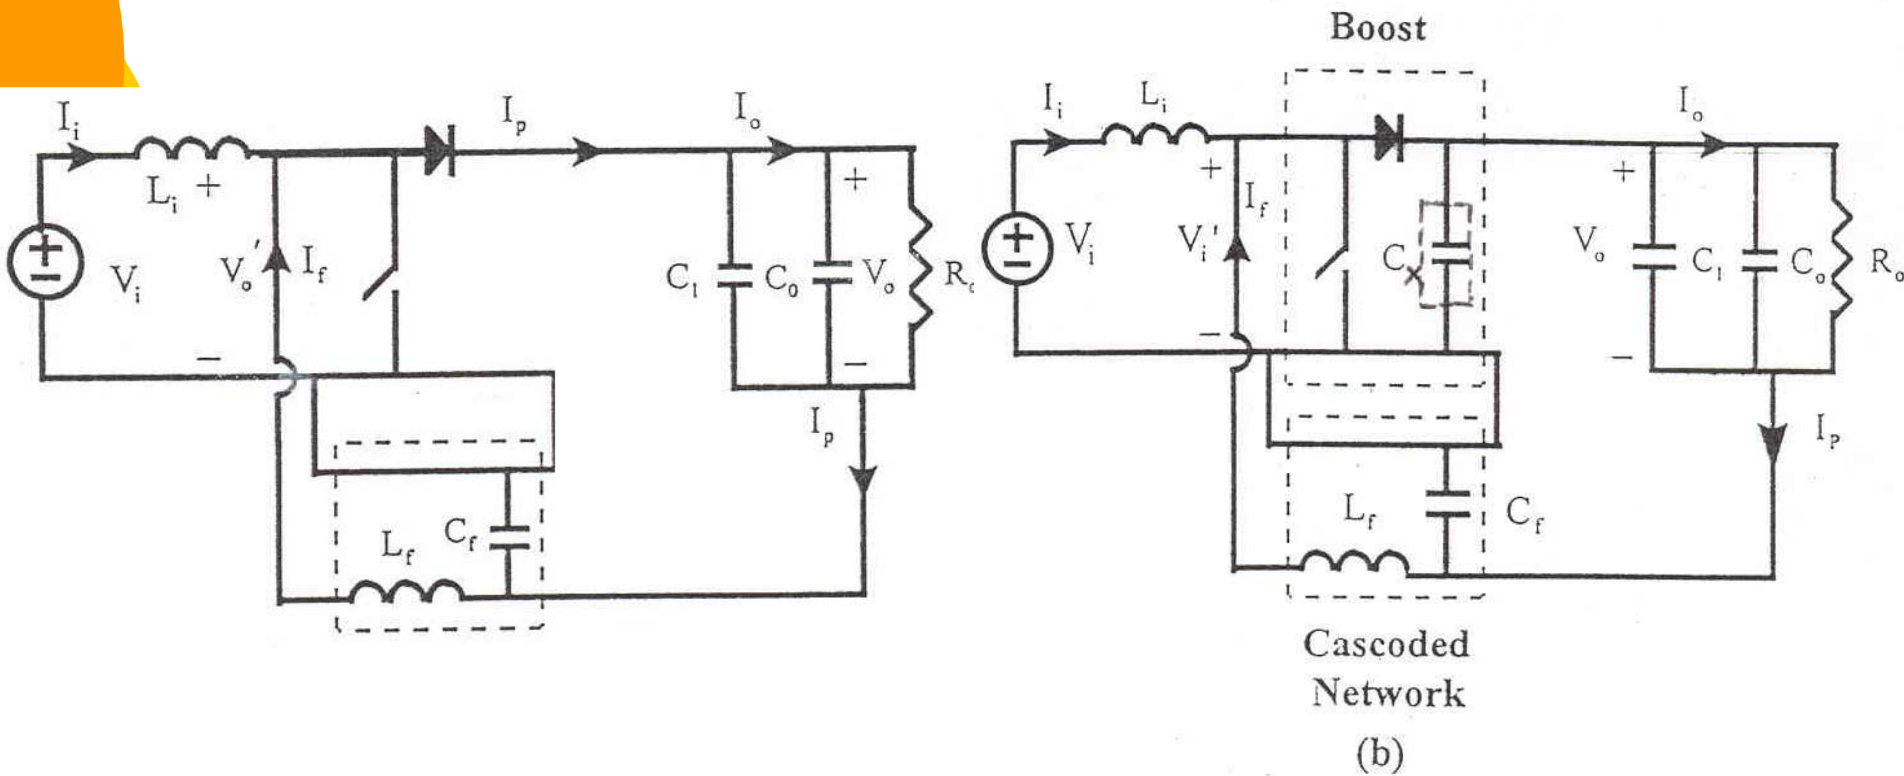 I_i
L_i
+
V_i
V_o'
I_f
−
I_p
I_o
C_1
C_o
+
V_o
−
R_o
I_p
L_f
C_f
Boost
I_i
L_i
I_o
+
V_i
V_i'
I_f
−
C_x
+
V_o
−
C_1
C_o
R_o
I_p
L_f
C_f
Cascoded
Network
(b)